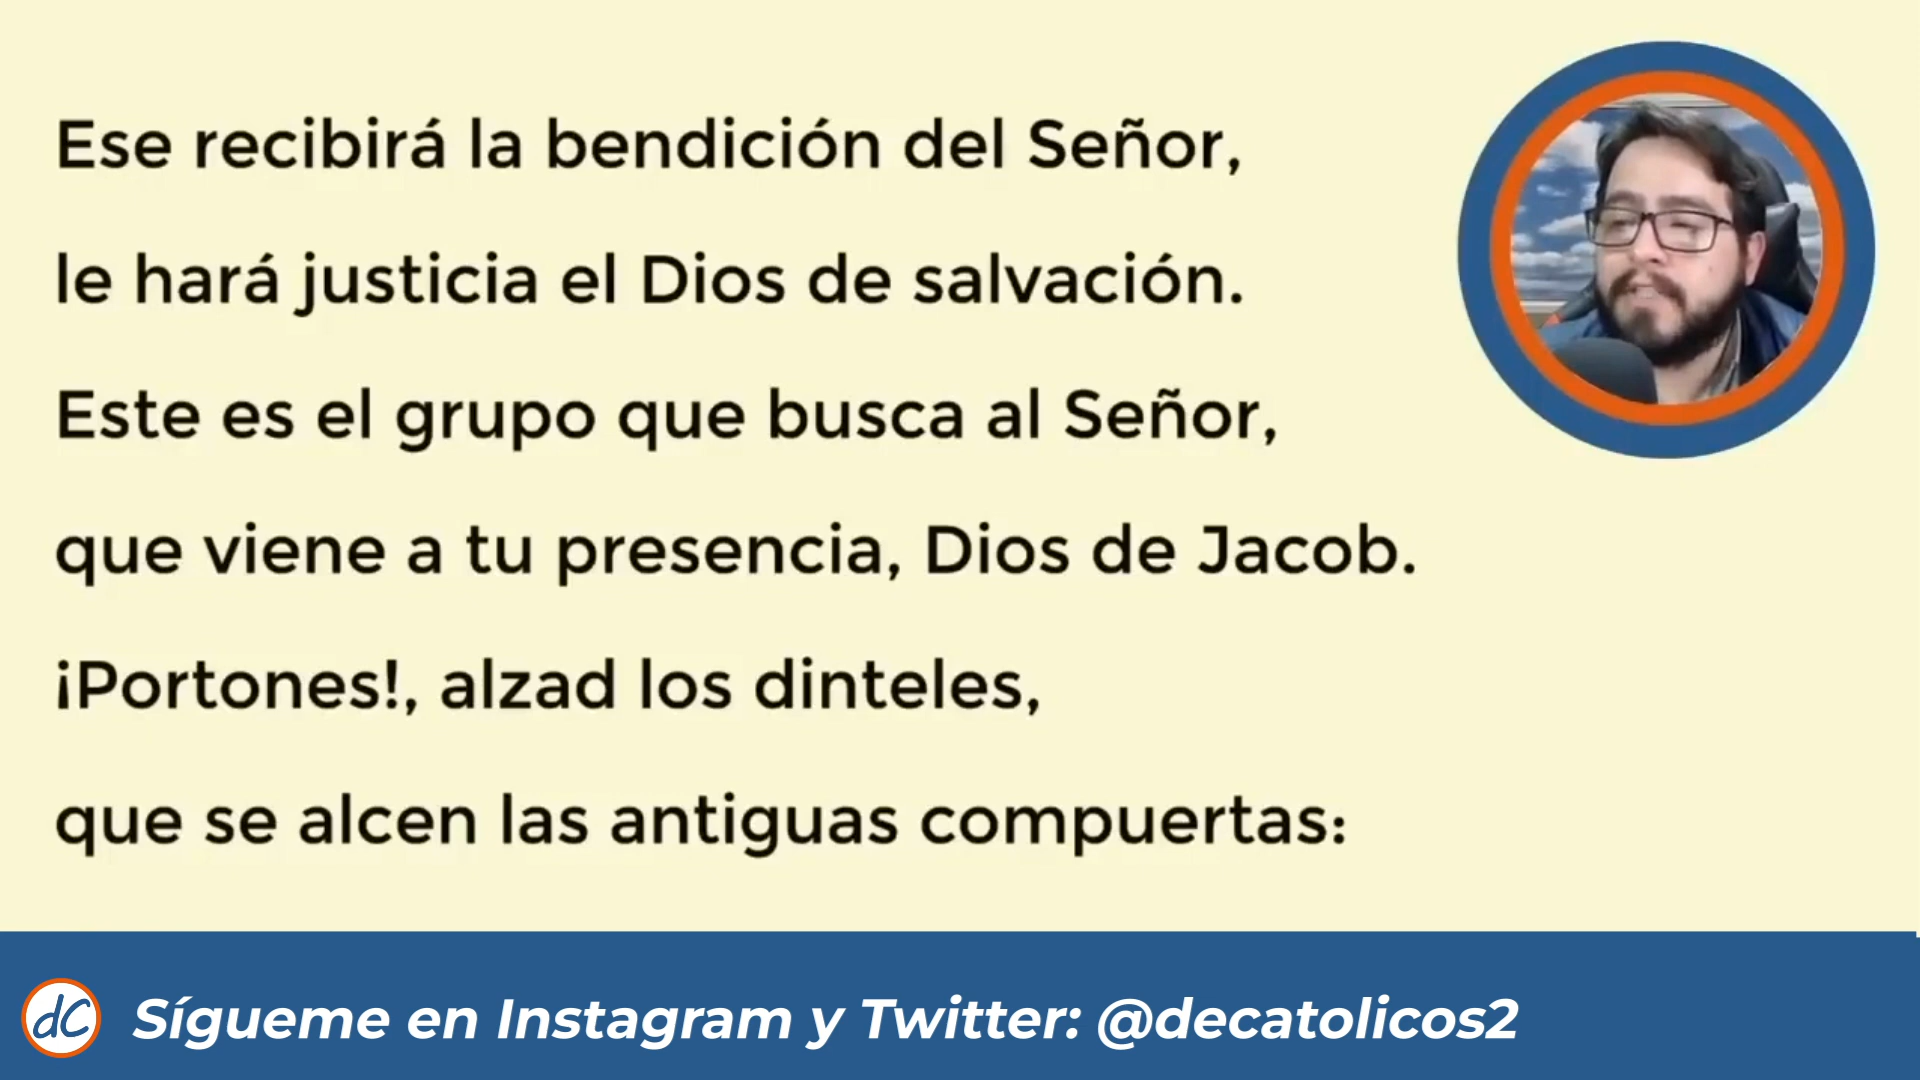 Ese recibirá la bendición del Señor,
le hará justicia el Dios de salvación.
Este es el grupo que busca al Señor,
que viene a tu presencia, Dios de Jacob.
¡Portones!, alzad los dinteles,
que se alcen las antiguas compuertas:
dC Sígueme en Instagram y Twitter: @decatolicos2